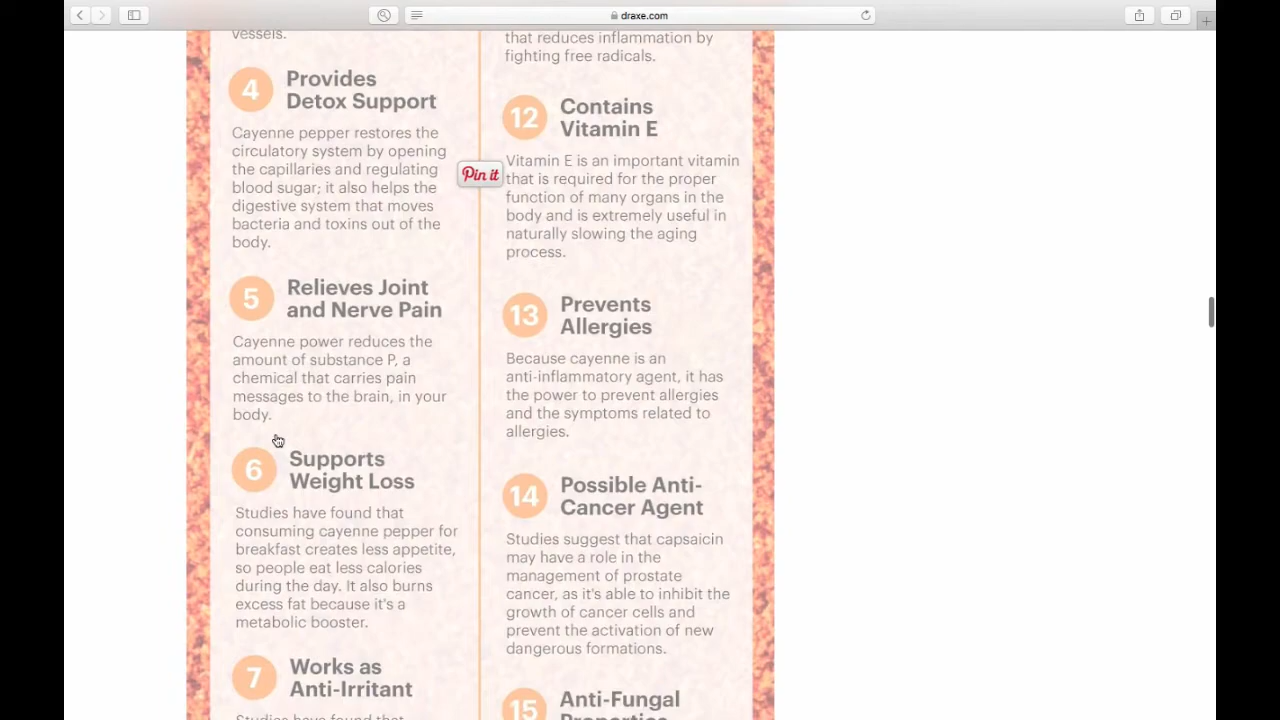 draxe.com
vessels.
4
Provides
Detox Support
Cayenne pepper restores the
circulatory system by opening
the capillaries and regulating
blood sugar; it also helps the
digestive system that moves
bacteria and toxins out of the
body.
5
Relieves Joint
and Nerve Pain
Cayenne power reduces the
amount of substance P, a
chemical that carries pain
messages to the brain, in your
body.
6
Supports
Weight Loss
Studies have found that
consuming cayenne pepper for
breakfast creates less appetite,
so people eat less calories
during the day. It also burns
excess fat because it's a
metabolic booster.
7
Works as
Anti-Irritant
Studies have found that
Pin it
that reduces inflammation by
fighting free radicals.
12
Contains
Vitamin E
Vitamin E is an important vitamin
that is required for the proper
function of many organs in the
body and is extremely useful in
naturally slowing the aging
process.
13
Prevents
Allergies
Because cayenne is an
anti-inflammatory agent, it has
the power to prevent allergies
and the symptoms related to
allergies.
14
Possible Anti-
Cancer Agent
Studies suggest that capsaicin
may have a role in the
management of prostate
cancer, as it's able to inhibit the
growth of cancer cells and
prevent the activation of new
dangerous formations.
15
Anti-Fungal
Properties